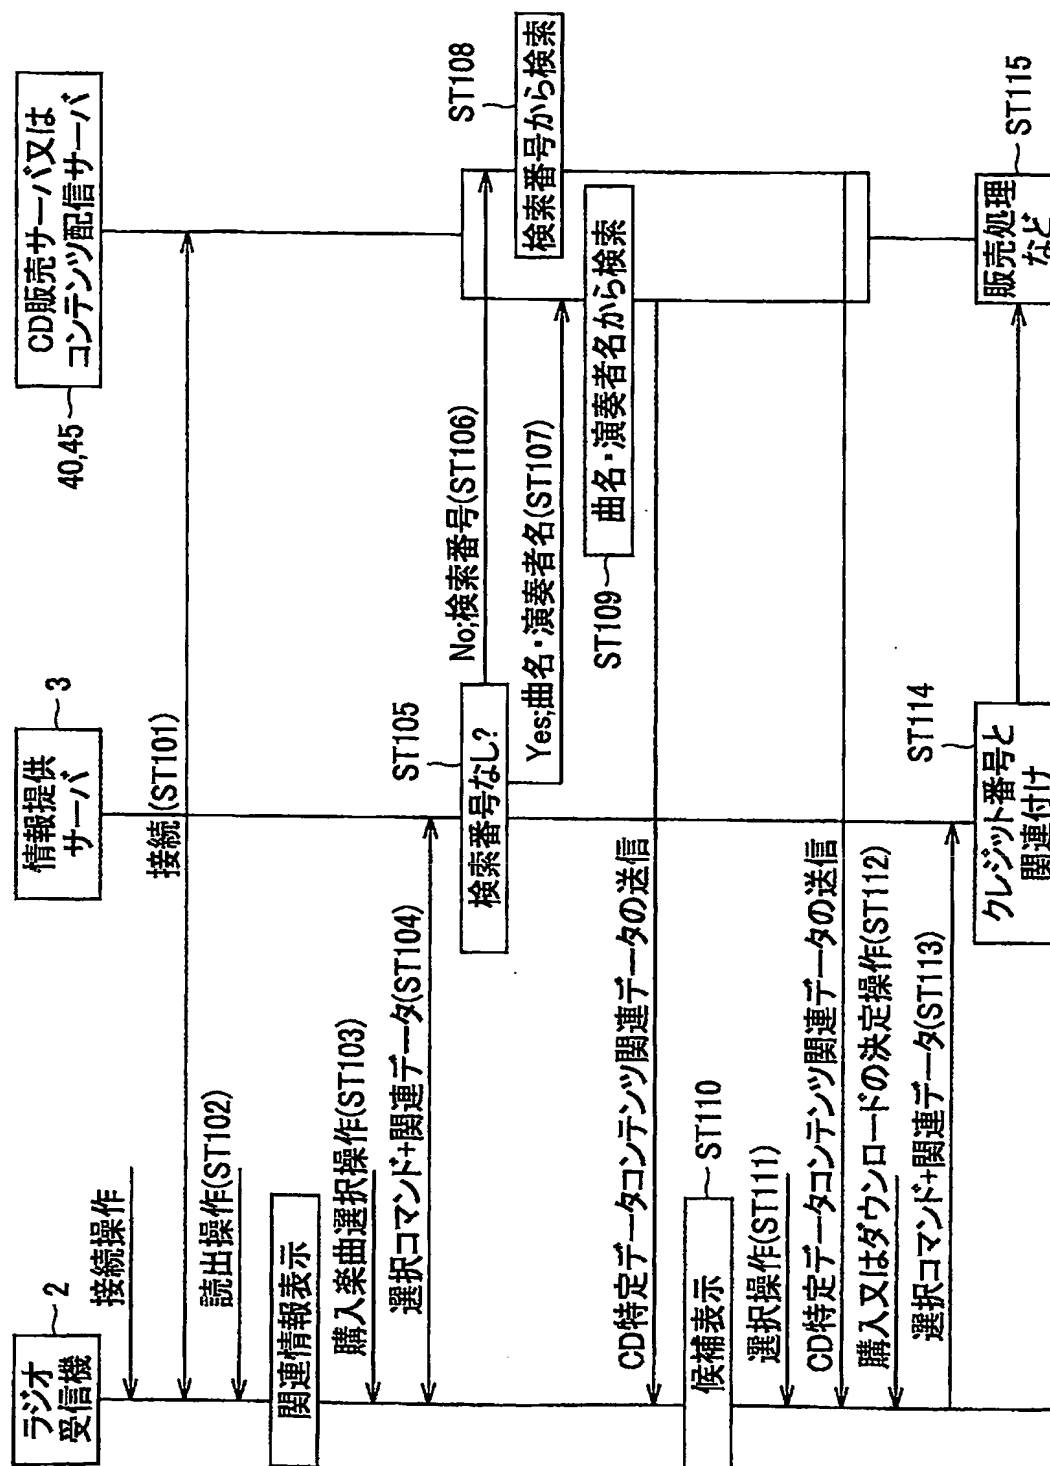 ラジオ
受信機
2
情報提供
サーバ
3
CD販売サーバ又は
コンテンツ配信サーバ
40,45
接続操作
接続(ST101)
読出操作(ST102)
関連情報表示
購入楽曲選択操作(ST103)
選択コマンド+関連データ(ST104)
検索番号なし?
ST105
No;検索番号(ST106)
Yes;曲名・演奏者名(ST107)
検索番号から検索
ST108
曲名・演奏者名から検索
ST109
CD特定データコンテンツ関連データの送信
候補表示
ST110
選択操作(ST111)
CD特定データコンテンツ関連データの送信
購入又はダウンロードの決定操作(ST112)
選択コマンド+関連データ(ST113)
クレジット番号と
関連付け
ST114
販売処理
など
ST115